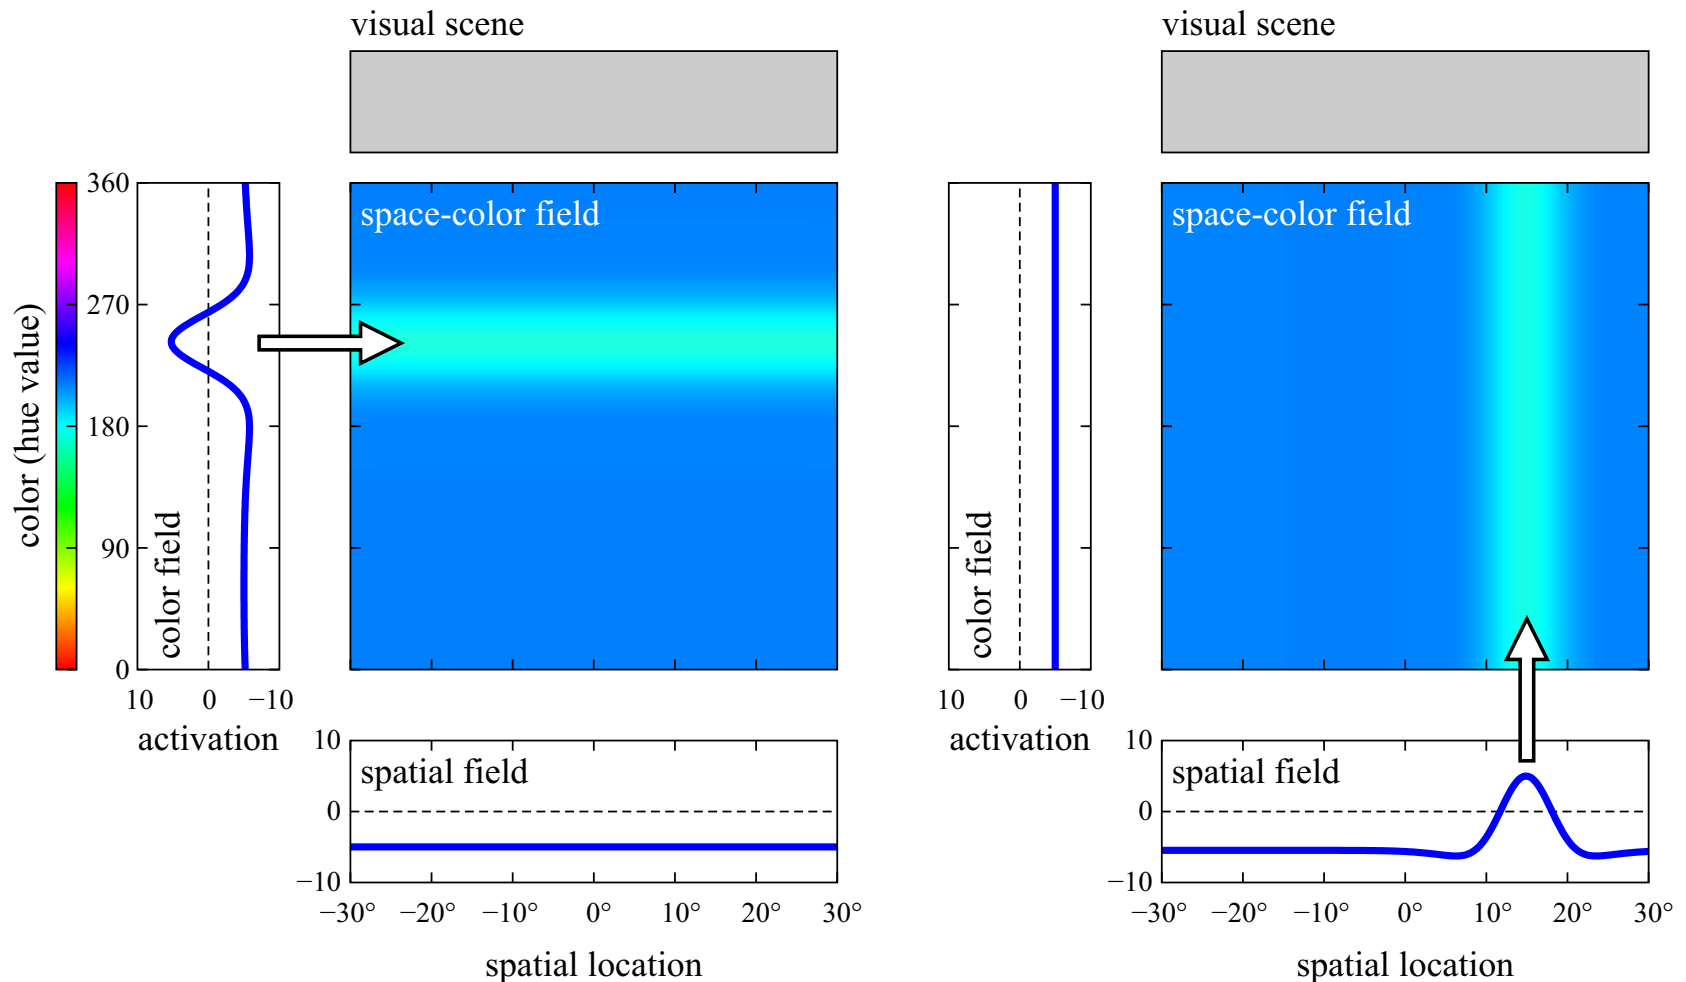 visual scene
visual scene
space-color field
space-color field
color (hue value)
360
270
180
90
0
color field
color field
10 0 −10
activation
10 0 −10
activation
spatial field
10
0
−10
−30° −20° −10° 0° 10° 20° 30°
spatial location
spatial field
10
0
−10
−30° −20° −10° 0° 10° 20° 30°
spatial location